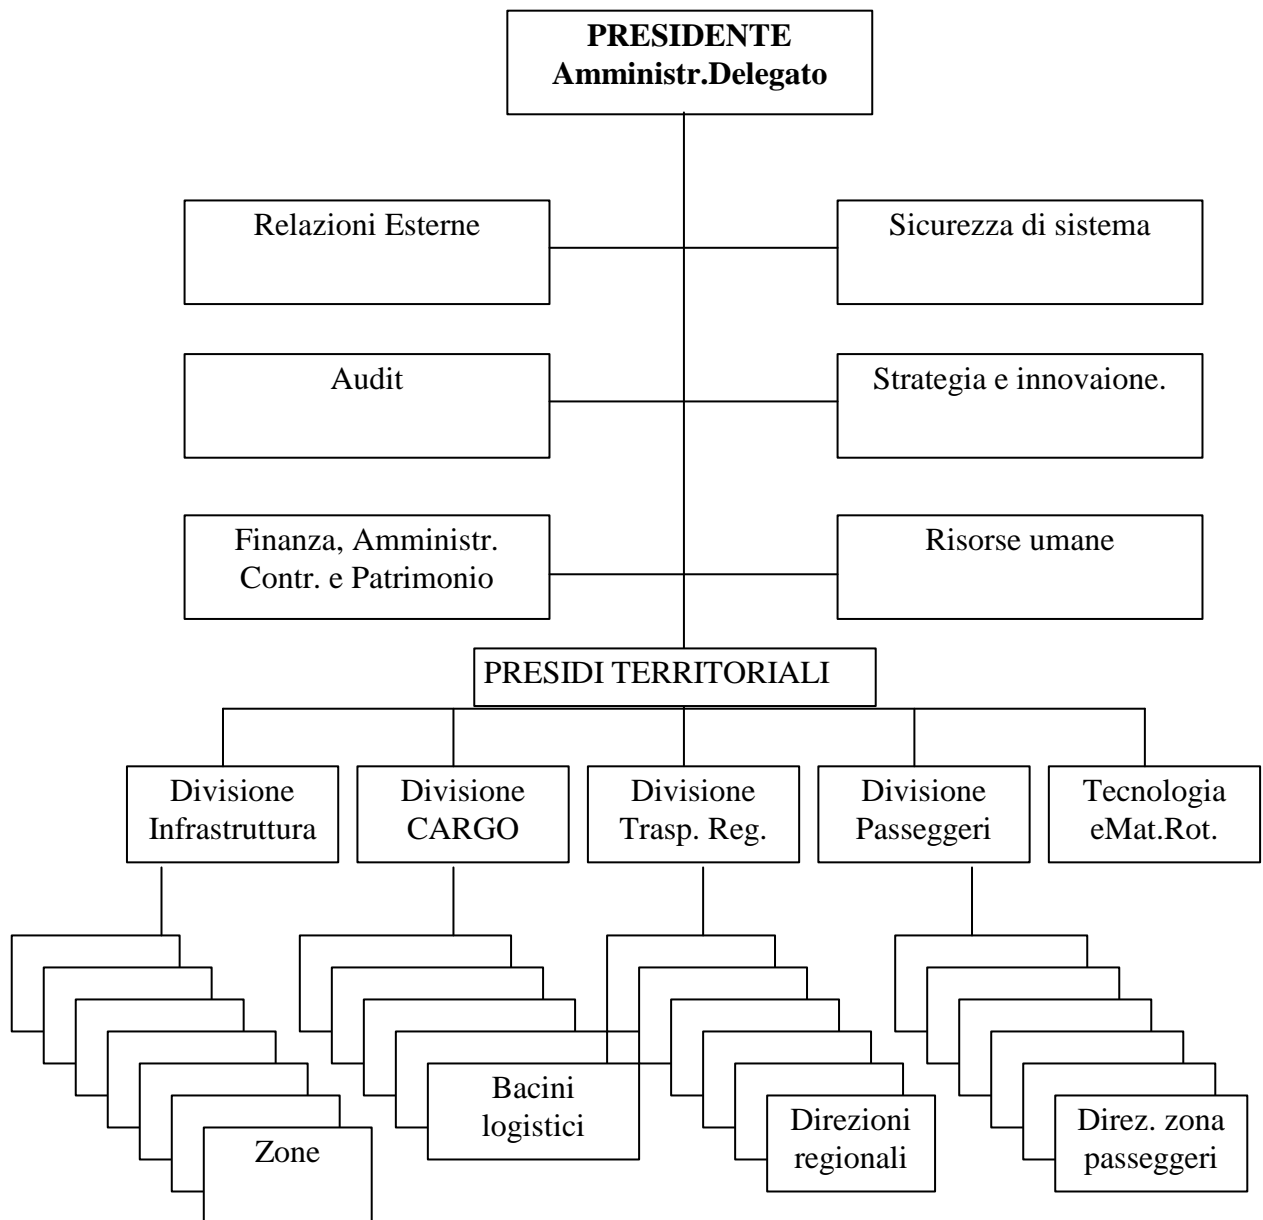 PRESIDENTE
Amministr.Delegato
Relazioni Esterne
Sicurezza di sistema
Audit
Strategia e innovaione.
Finanza, Amministr.
Contr. e Patrimonio
Risorse umane
PRESIDI TERRITORIALI
Divisione
Infrastruttura
Divisione
CARGO
Divisione
Trasp. Reg.
Divisione
Passeggeri
Tecnologia
eMat.Rot.
Zone
Bacini
logistici
Direzioni
regionali
Direz. zona
passeggeri